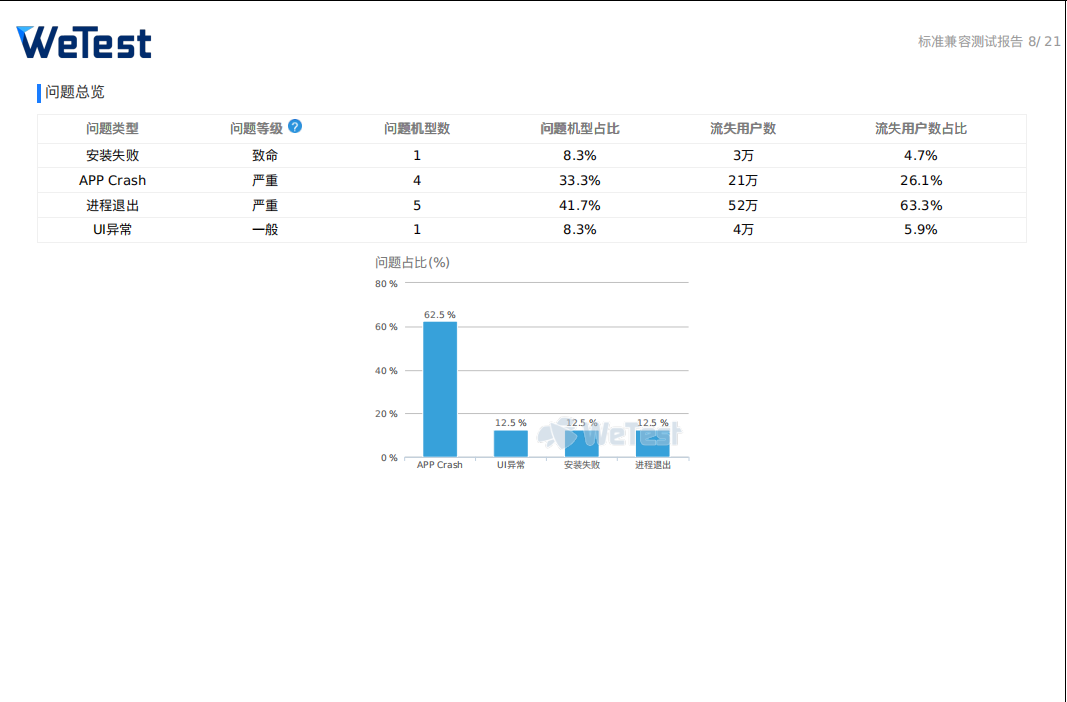 WeTest
标准兼容测试报告 8/ 21
问题总览
问题类型 问题等级 ? 问题机型数 问题机型占比 流失用户数 流失用户数占比
安装失败 致命 1 8.3% 3万 4.7%
APP Crash 严重 4 33.3% 21万 26.1%
进程退出 严重 5 41.7% 52万 63.3%
UI异常 一般 1 8.3% 4万 5.9%
问题占比(%)
80 %
62.5 %
60 %
40 %
20 %
12.5 % 12.5 % 12.5 %
WeTest
0 %
APP Crash UI异常 安装失败 进程退出